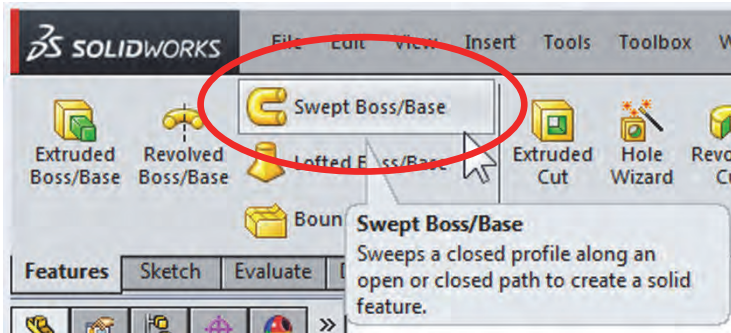 SOLIDWORKS File Edit View Insert Tools Toolbox
Swept Boss/Base
Extruded Boss/Base
Revolved Boss/Base
Lofted Boss/Base
Extruded Cut
Hole Wizard
Swept Boss/Base
Sweeps a closed profile along an
open or closed path to create a solid
feature.
Features Sketch Evaluate
»